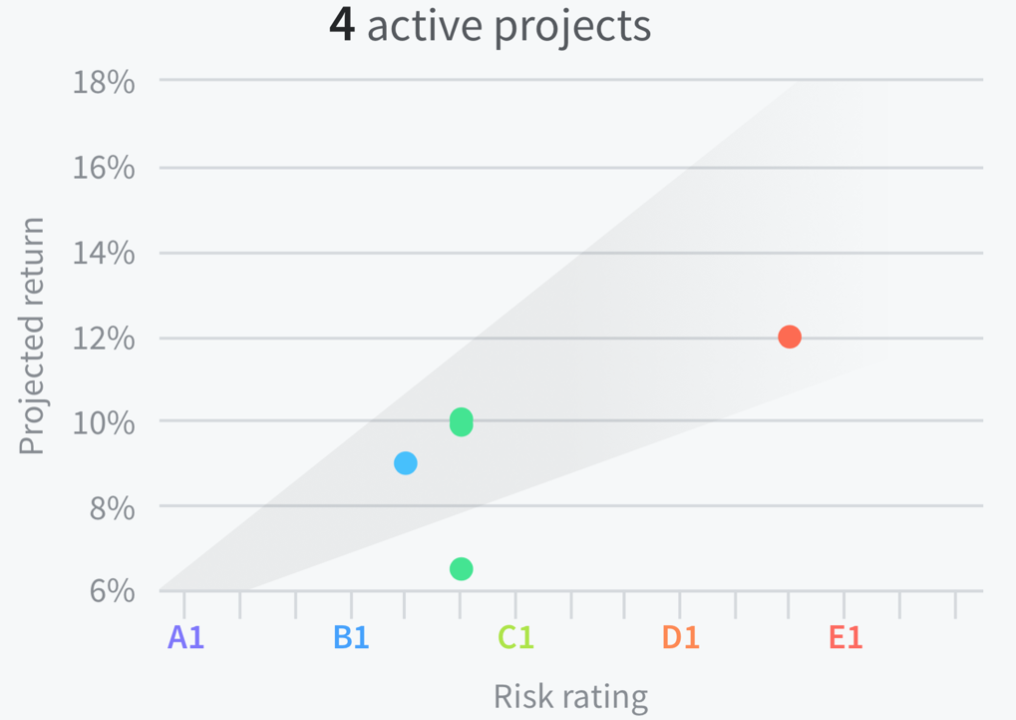 4 active projects
18%
16%
14%
12%
10%
8%
6%
Projected return
A1 B1 C1 D1 E1
Risk rating